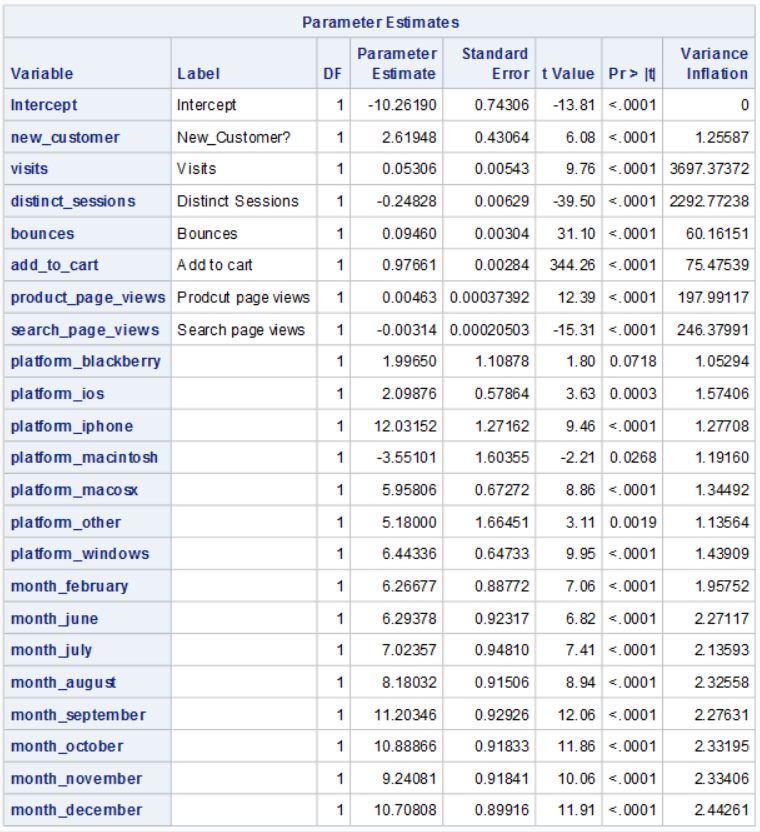 Parameter Estimates
Variable Label DF Parameter Estimate Standard Error t Value Pr > |t| Variance Inflation
Intercept Intercept 1 -10.26190 0.74306 -13.81 <.0001 0
new_customer New_Customer? 1 2.61948 0.43064 6.08 <.0001 1.25587
visits Visits 1 0.05306 0.00543 9.76 <.0001 3697.37372
distinct_sessions Distinct Sessions 1 -0.24828 0.00629 -39.50 <.0001 2292.77238
bounces Bounces 1 0.09460 0.00304 31.10 <.0001 60.16151
add_to_cart Add to cart 1 0.97661 0.00284 344.26 <.0001 75.47539
product_page_views Prodcut page views 1 0.00463 0.00037392 12.39 <.0001 197.99117
search_page_views Search page views 1 -0.00314 0.00020503 -15.31 <.0001 246.37991
platform_blackberry 1 1.99650 1.10878 1.80 0.0718 1.05294
platform_ios 1 2.09876 0.57864 3.63 0.0003 1.57406
platform_iphone 1 12.03152 1.27162 9.46 <.0001 1.27708
platform_macintosh 1 -3.55101 1.60355 -2.21 0.0268 1.19160
platform_macosx 1 5.95806 0.67272 8.86 <.0001 1.34492
platform_other 1 5.18000 1.66451 3.11 0.0019 1.13564
platform_windows 1 6.44336 0.64733 9.95 <.0001 1.43909
month_february 1 6.26677 0.88772 7.06 <.0001 1.95752
month_june 1 6.29378 0.92317 6.82 <.0001 2.27117
month_july 1 7.02357 0.94810 7.41 <.0001 2.13593
month_august 1 8.18032 0.91506 8.94 <.0001 2.32558
month_september 1 11.20346 0.92926 12.06 <.0001 2.27631
month_october 1 10.88866 0.91833 11.86 <.0001 2.33195
month_november 1 9.24081 0.91841 10.06 <.0001 2.33406
month_december 1 10.70808 0.89916 11.91 <.0001 2.44261